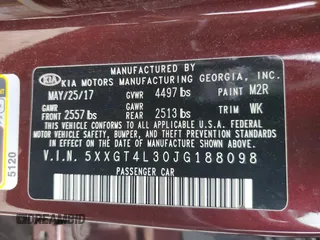 MANUFACTURED BY
KIA KIA MOTORS MANUFACTURING GEORGIA, INC.
MAY/25/17 GVWR 4497 lbs PAINT M2R
GAWR GAWR
FRONT 2557 lbs REAR 2513 lbs TRIM WK
THIS VEHICLE CONFORMS TO ALL APPLICABLE U.S.A. FEDERAL MOTOR
VEHICLE SAFETY, BUMPER, AND THEFT PREVENTION STANDARDS IN
EFFECT ON THE DATE OF MANUFACTURE SHOWN ABOVE.
V.I.N. 5XXGT4L30JG188098
PASSENGER CAR
5120